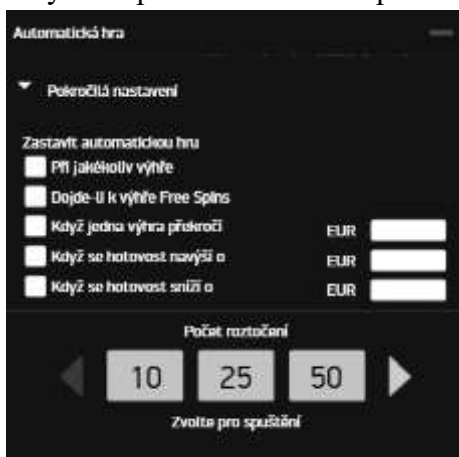 Automatická hra
Pokročilá nastavení
Zastavit automatickou hru
Při jakékoliv výhře
Dojde-li k výhře Free Spins
Když jedna výhra překročí EUR
Když se hotovost navýší o EUR
Když se hotovost sníží o EUR
Počet roztočení
10 25 50
Zvolte pro spuštění